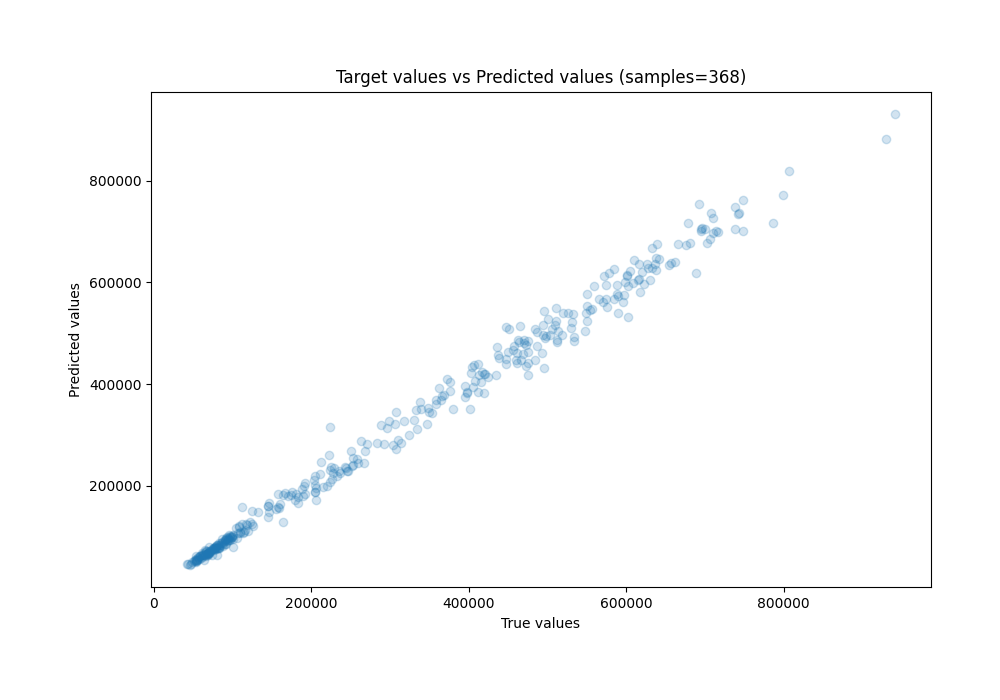 Target values vs Predicted values (samples=368)
Predicted values
800000
600000
400000
200000
0 200000 400000 600000 800000
True values